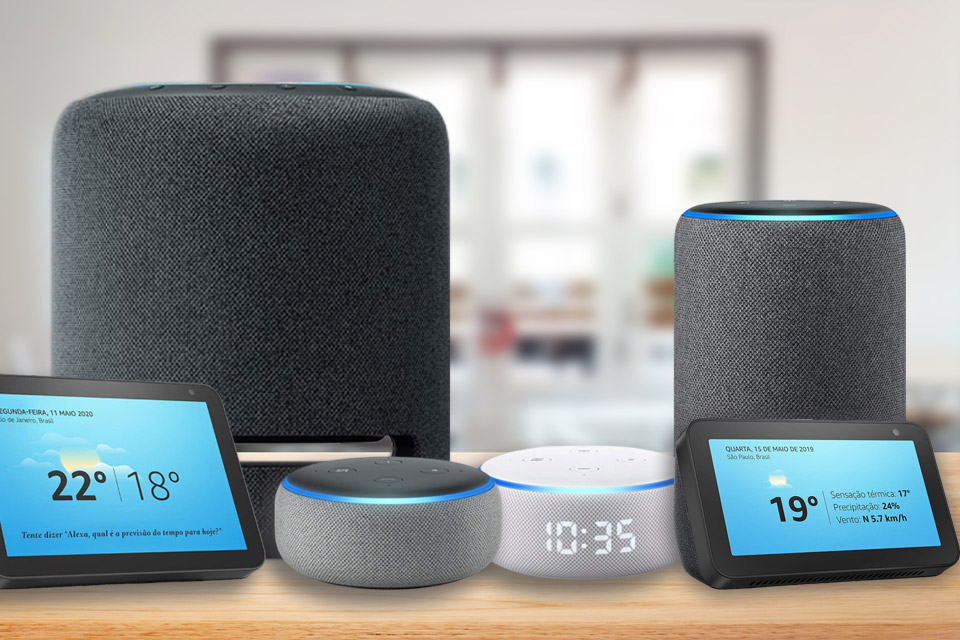 EGUNDA-FEIRA, 11 MAIO 2020
io de Janeiro, Brasil
22° 18°
Tente dizer “Alexa, qual é a previsão do tempo para hoje?”
10:35
QUARTA, 15 DE MAIO DE 2019
São Paulo, Brasil
19°
Sensação térmica: 17°
Precipitação: 24%
Vento: N 5.7 km/h